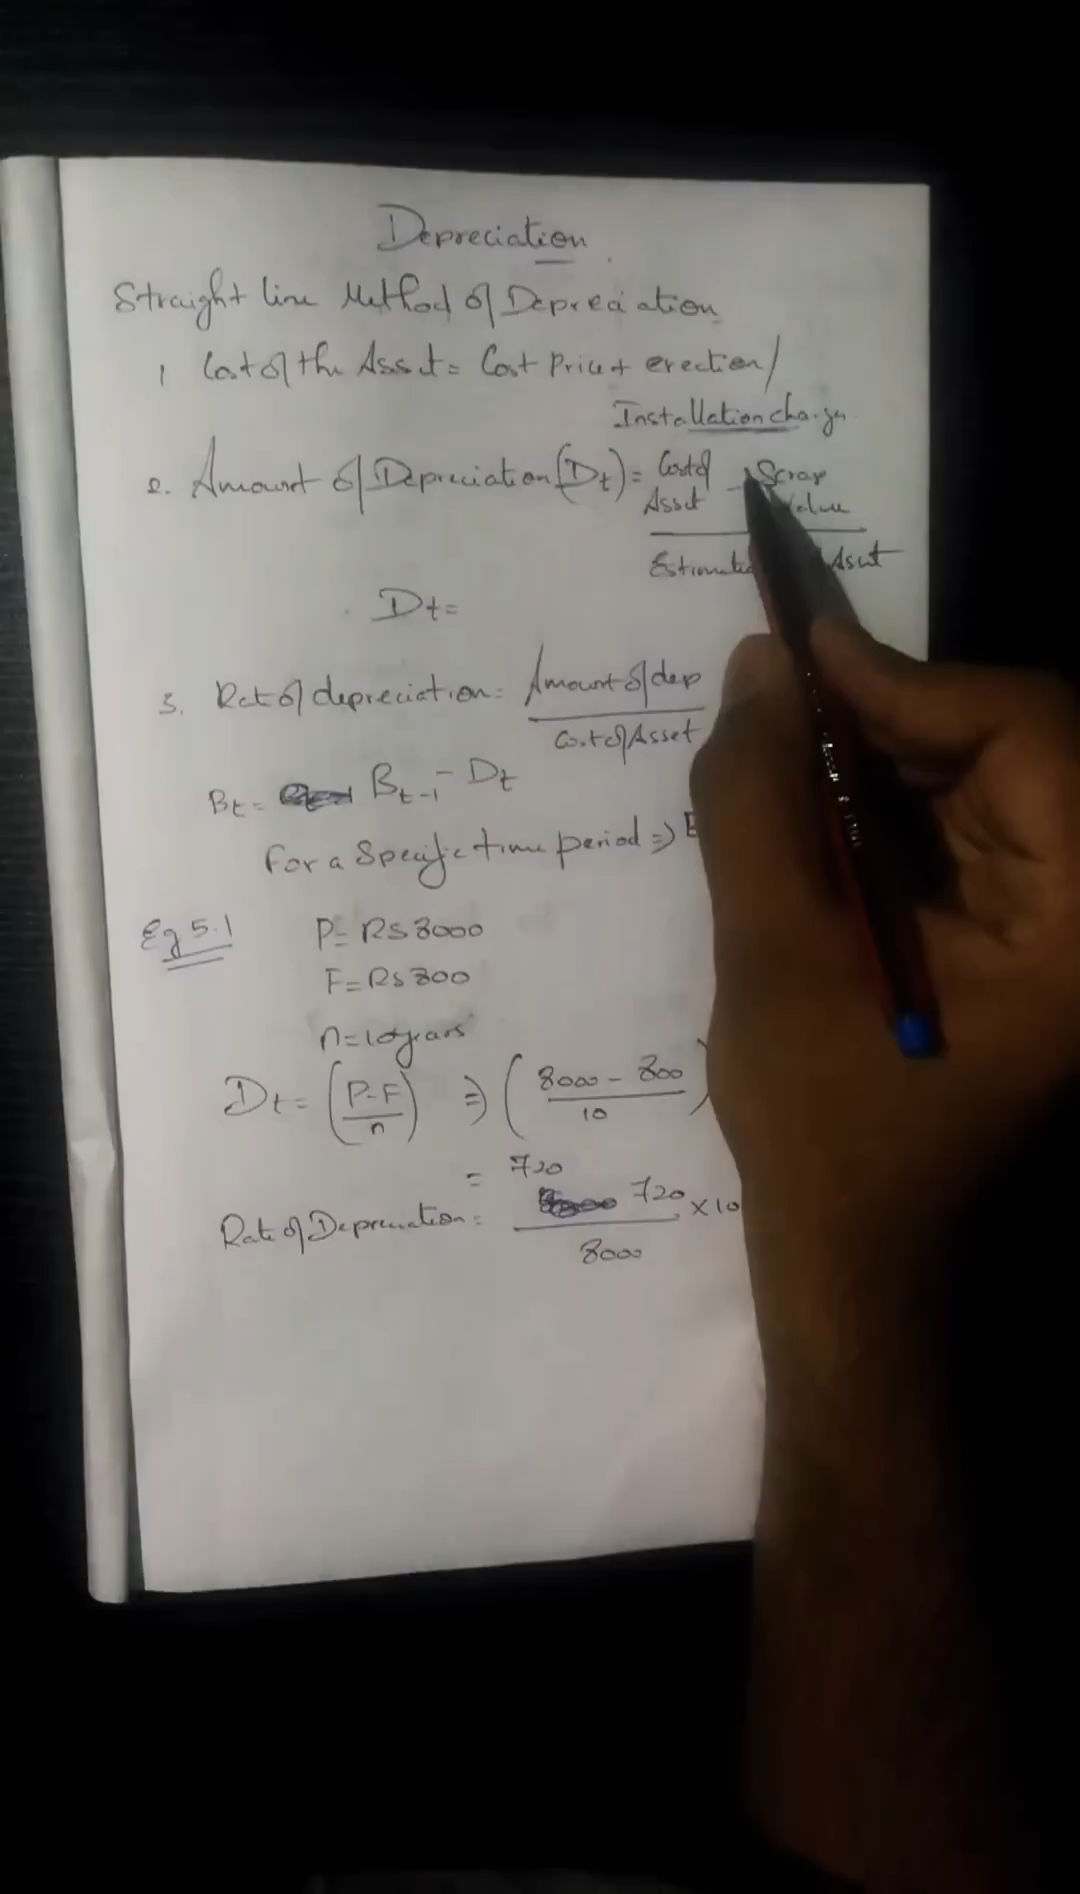 Depreciation
Straight line Method of Depreciation
1 Cost of the Asset = Cost Price + erection/
Installation charges
2. Amount of Depreciation (Dt) = Cost of Asset - Scrap Value
Estimated Asset
Dt =
3. Rate of depreciation = Amount of dep
Cost of Asset
Bt = Bt-1 - Dt
For a Specific time period ⇒
Eg 5.1 P = RS 8000
F = RS 800
n = 10 years
Dt = (P-F / n) ⇒ (8000 - 800 / 10)
= 720
Rate of Depreciation = 720 × 10
8000